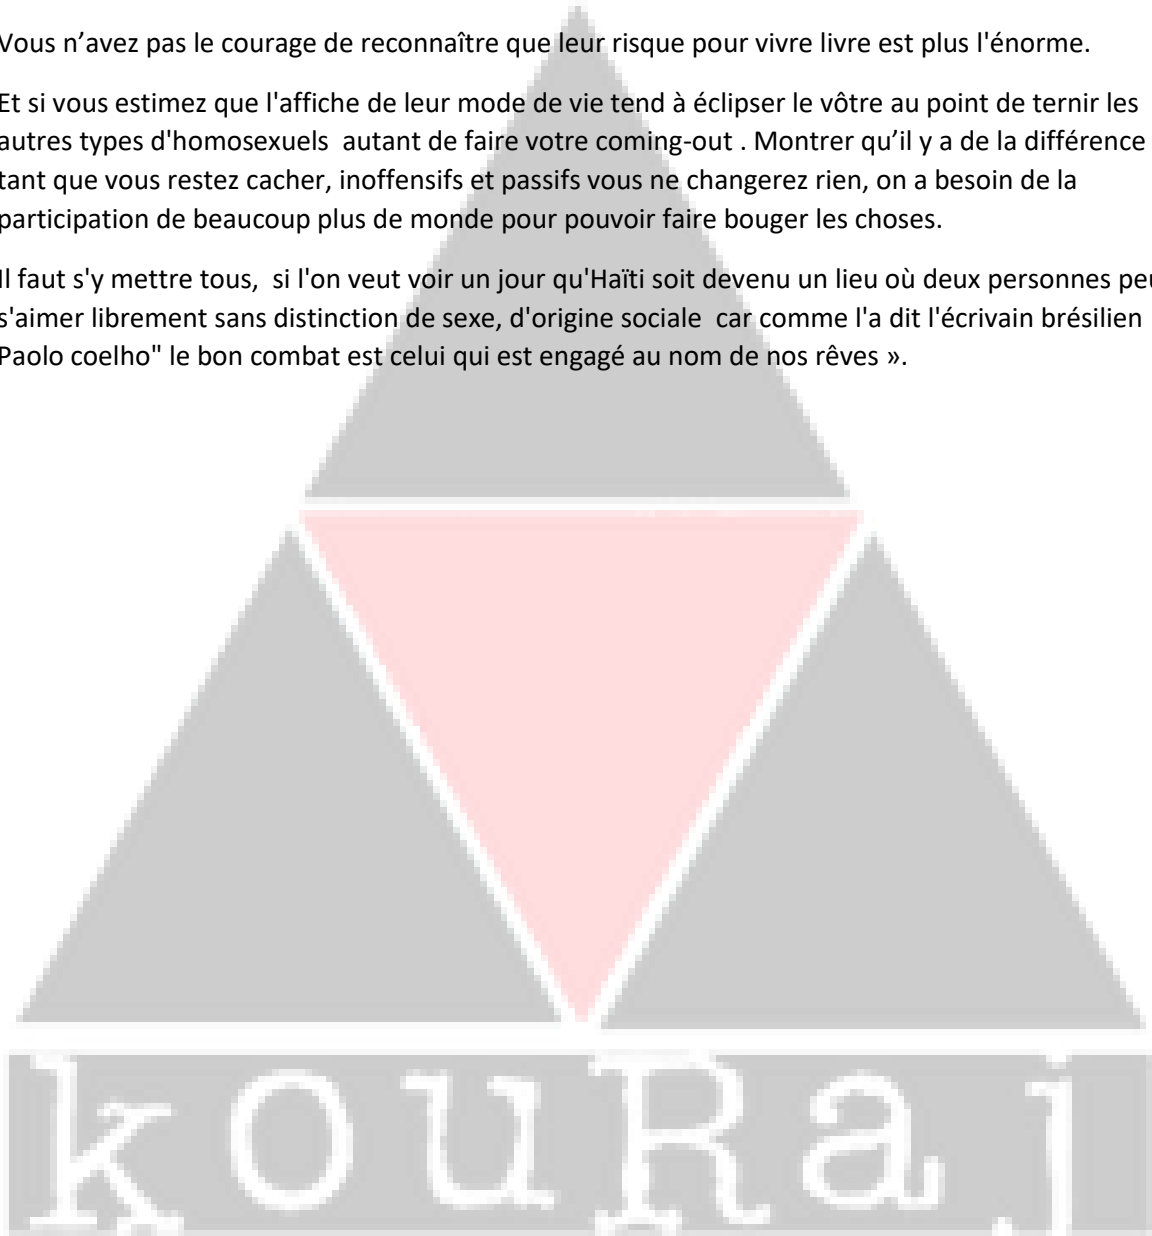 Vous n’avez pas le courage de reconnaître que leur risque pour vivre livre est plus l'énorme.
Et si vous estimez que l'affiche de leur mode de vie tend à éclipser le vôtre au point de ternir les
autres types d'homosexuels  autant de faire votre coming-out . Montrer qu’il y a de la différence
tant que vous restez cacher, inoffensifs et passifs vous ne changerez rien, on a besoin de la
participation de beaucoup plus de monde pour pouvoir faire bouger les choses.
Il faut s'y mettre tous,  si l'on veut voir un jour qu'Haïti soit devenu un lieu où deux personnes peu
s'aimer librement sans distinction de sexe, d'origine sociale  car comme l'a dit l'écrivain brésilien
Paolo coelho" le bon combat est celui qui est engagé au nom de nos rêves ».
kouRaj